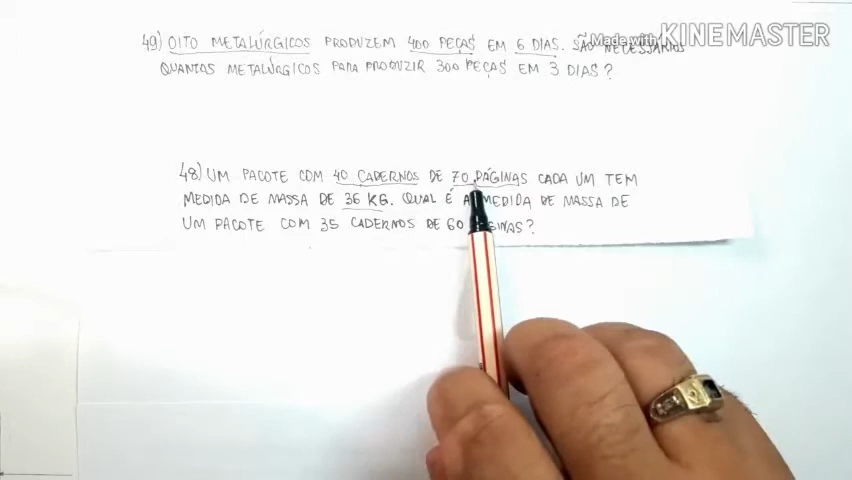 49) OITO METALÚRGICOS PRODUZEM 400 PEÇAS EM 6 DIAS. SÃO NECESSÁRIOS
Made with KINEMASTER
QUANTOS METALÚRGICOS PARA PRODUZIR 300 PEÇAS EM 3 DIAS?
48) UM PACOTE COM 40 CADERNOS DE 70 PÁGINAS CADA UM TEM
MEDIDA DE MASSA DE 36 KG. QUAL É A MEDIDA DE MASSA DE
UM PACOTE COM 35 CADERNOS DE 60 PÁGINAS?